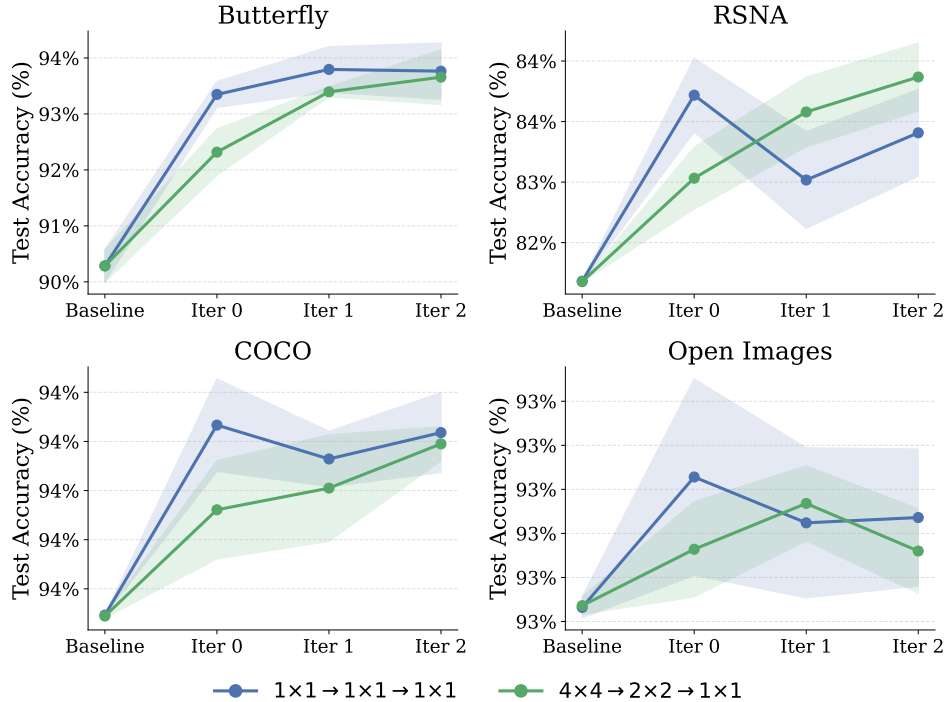 Butterfly
Test Accuracy (%)
94%
93%
92%
91%
90%
Baseline Iter 0 Iter 1 Iter 2
RSNA
Test Accuracy (%)
84%
84%
83%
82%
Baseline Iter 0 Iter 1 Iter 2
COCO
Test Accuracy (%)
94%
94%
94%
94%
94%
Baseline Iter 0 Iter 1 Iter 2
Open Images
Test Accuracy (%)
93%
93%
93%
93%
93%
93%
Baseline Iter 0 Iter 1 Iter 2
1×1→1×1→1×1 4×4→2×2→1×1